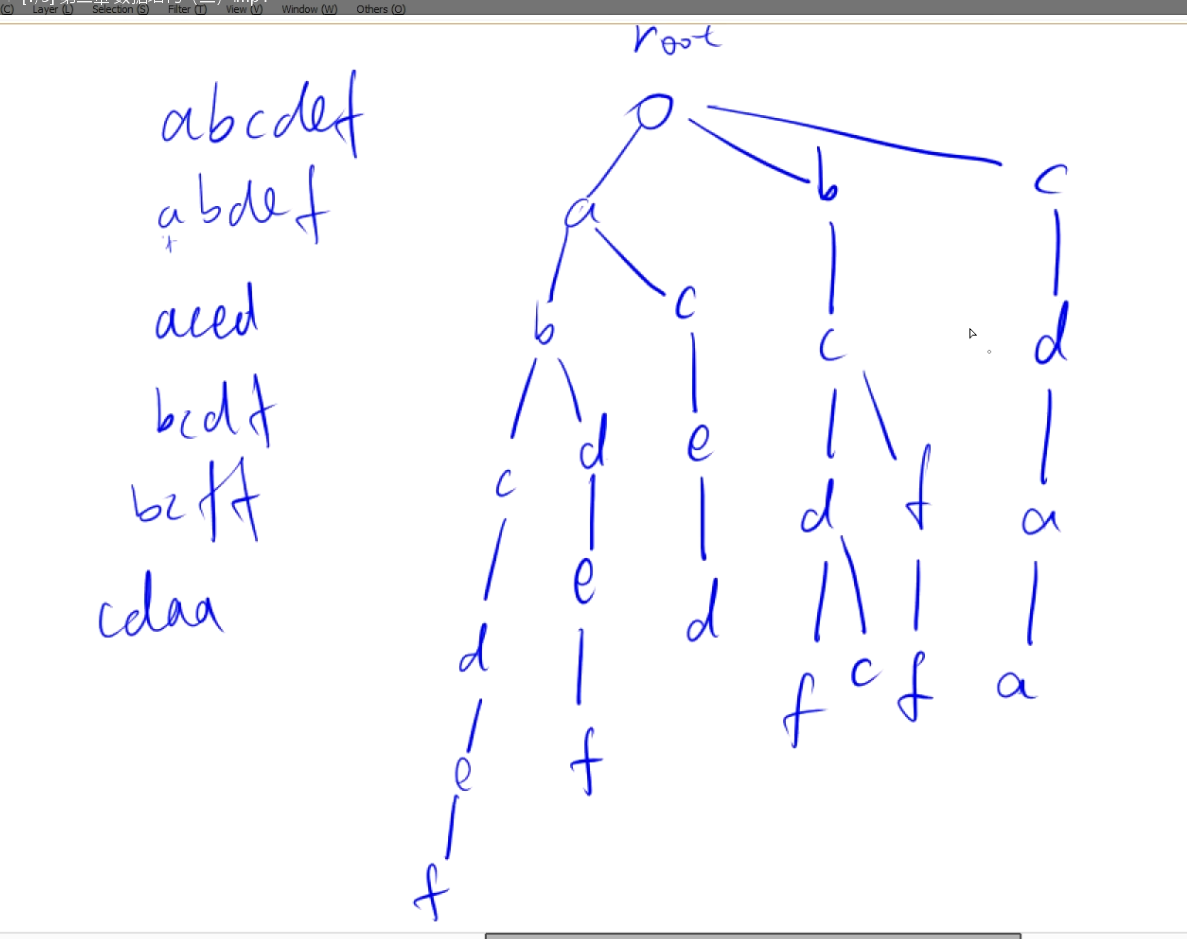 (C) Layer (L) Selection (S) Filter (T) View (V) Window (W) Others (O)
root
abcdef
abdef
aced
bcdf
bcff
cdaa
a b c
b c c d
c d e d f a
d e d f c f a
e f
f